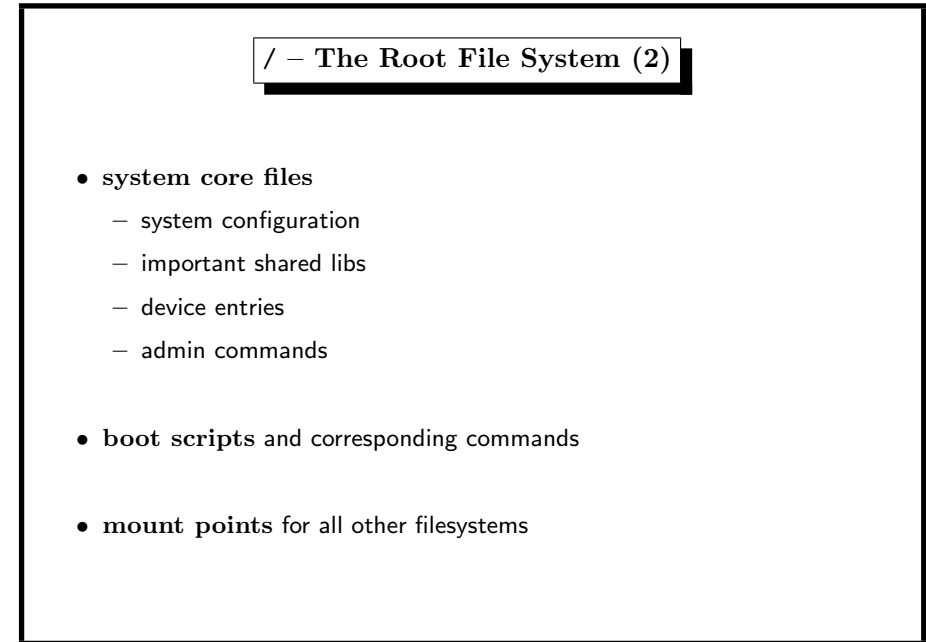 / – The Root File System (2)
• system core files
– system configuration
– important shared libs
– device entries
– admin commands
• boot scripts and corresponding commands
• mount points for all other filesystems